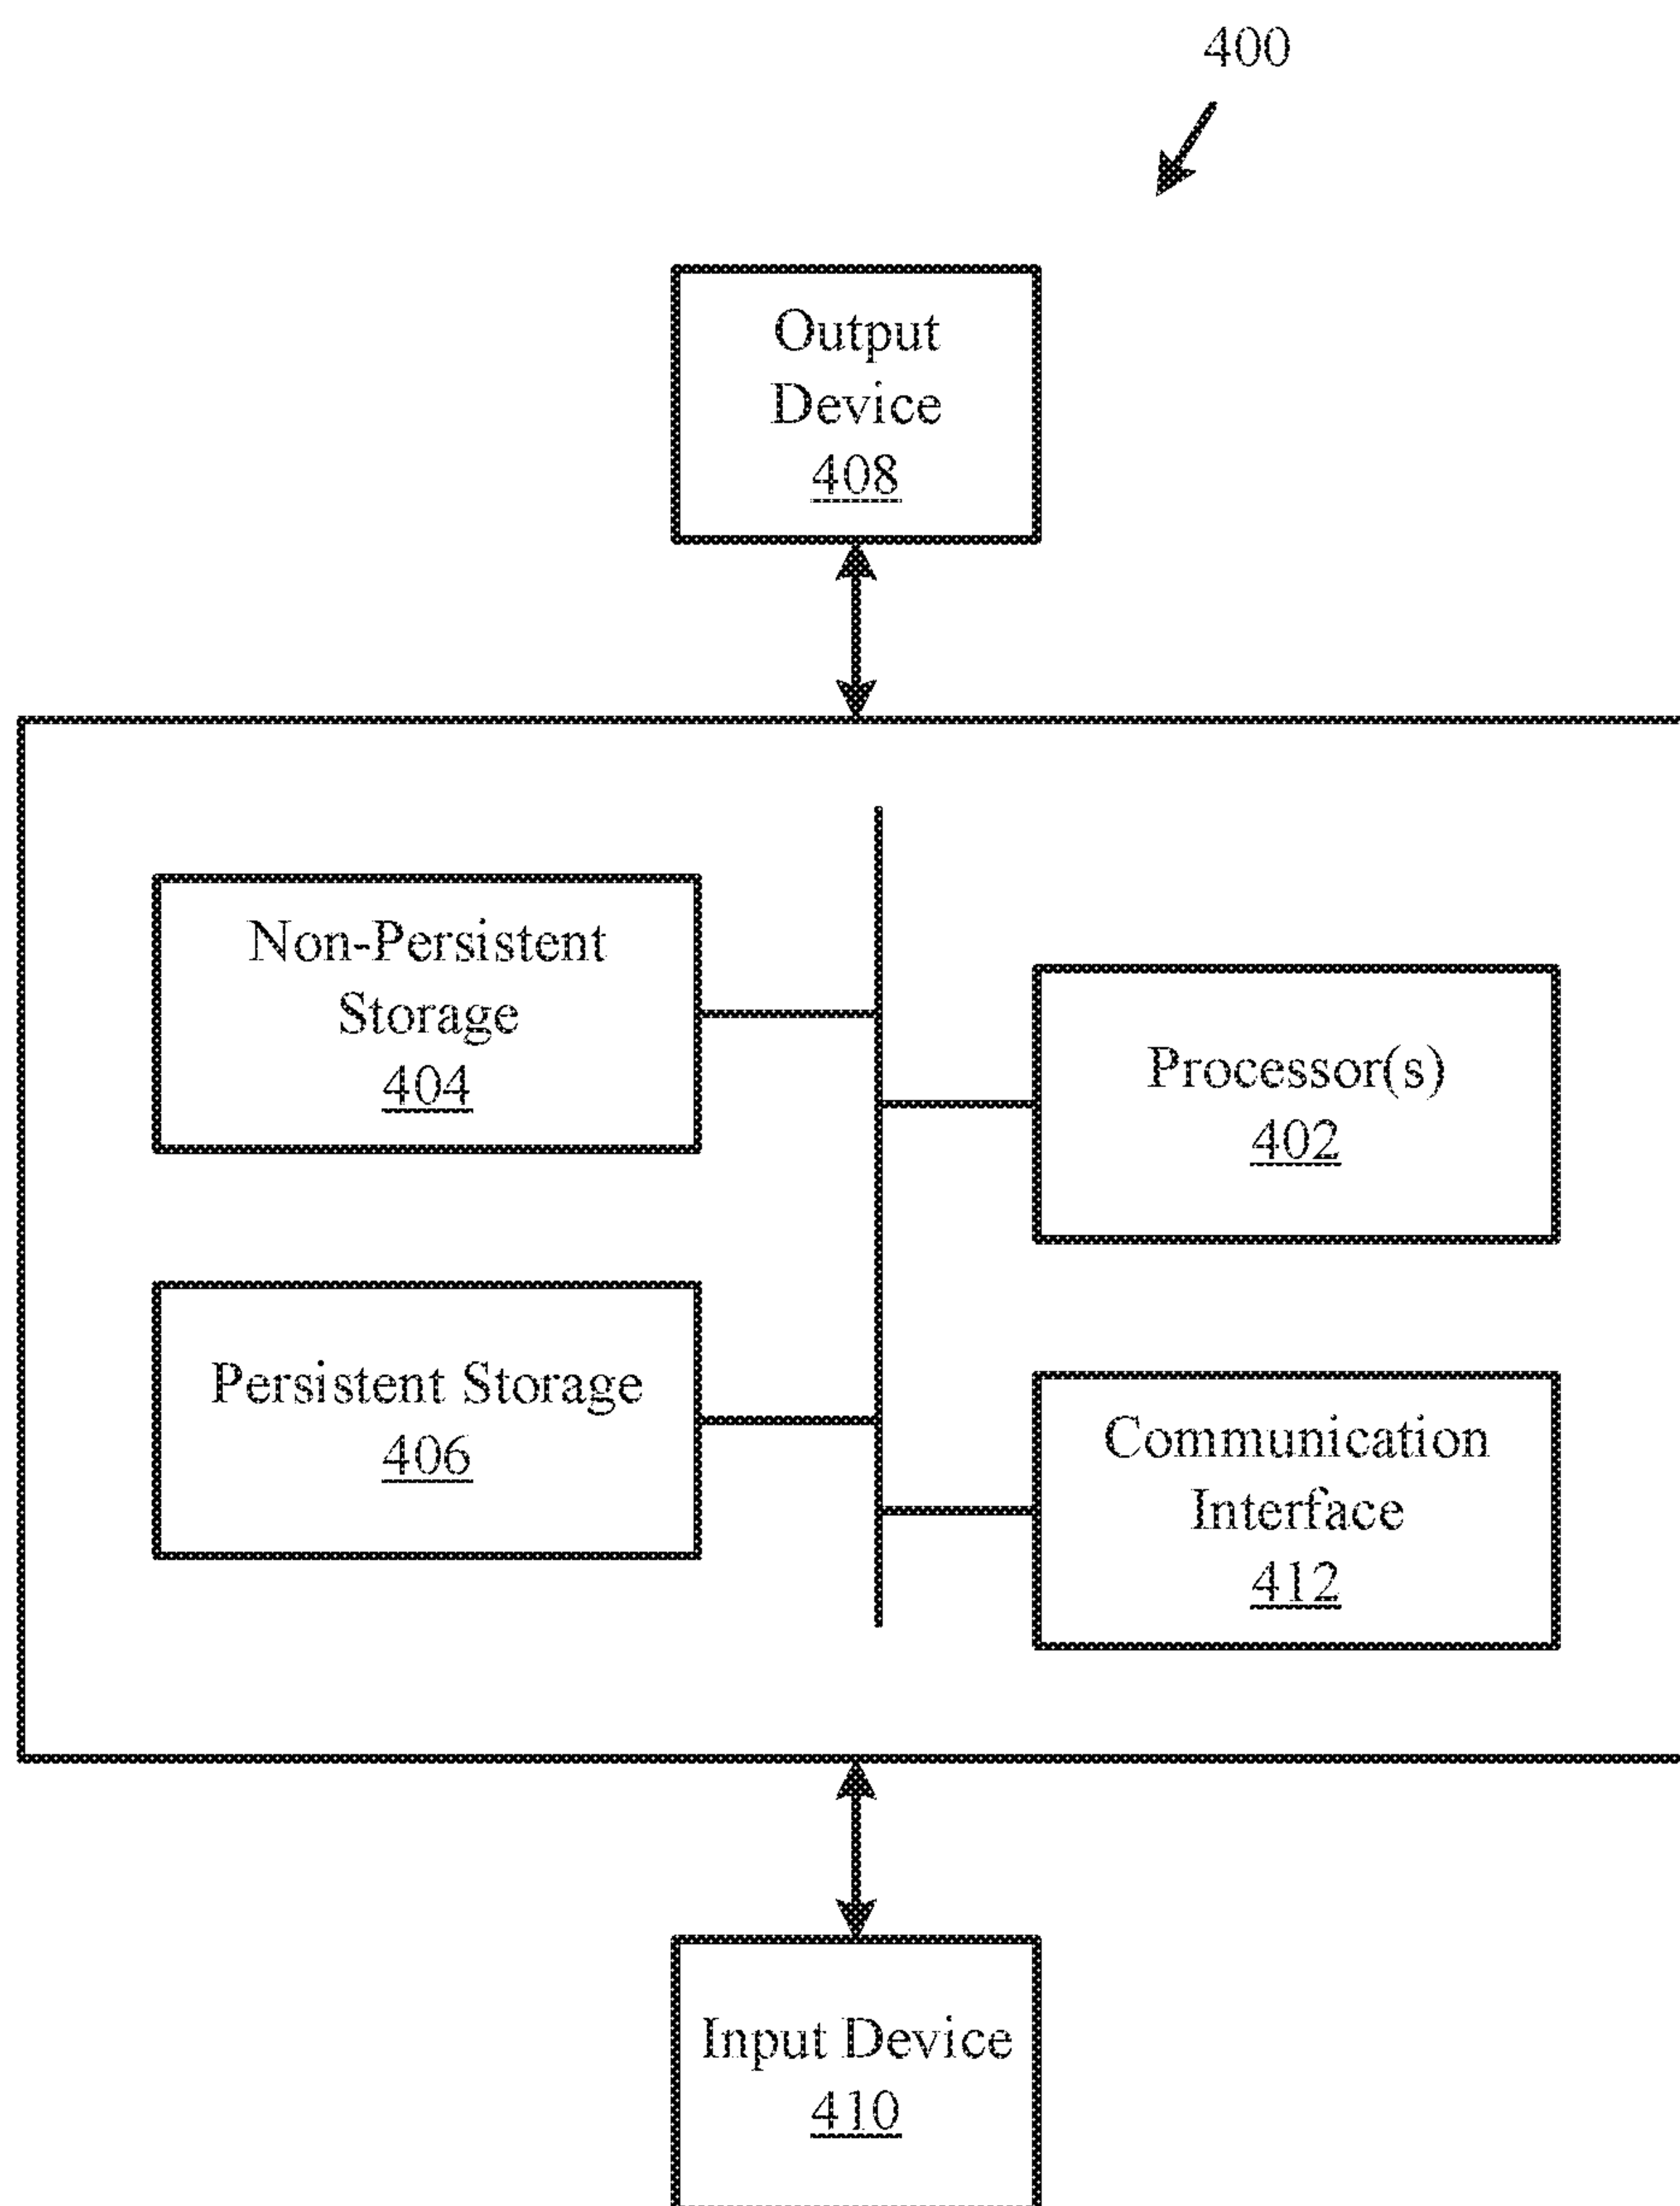 400
Output
Device
408
Non-Persistent
Storage
404
Processor(s)
402
Persistent Storage
406
Communication
Interface
412
Input Device
410